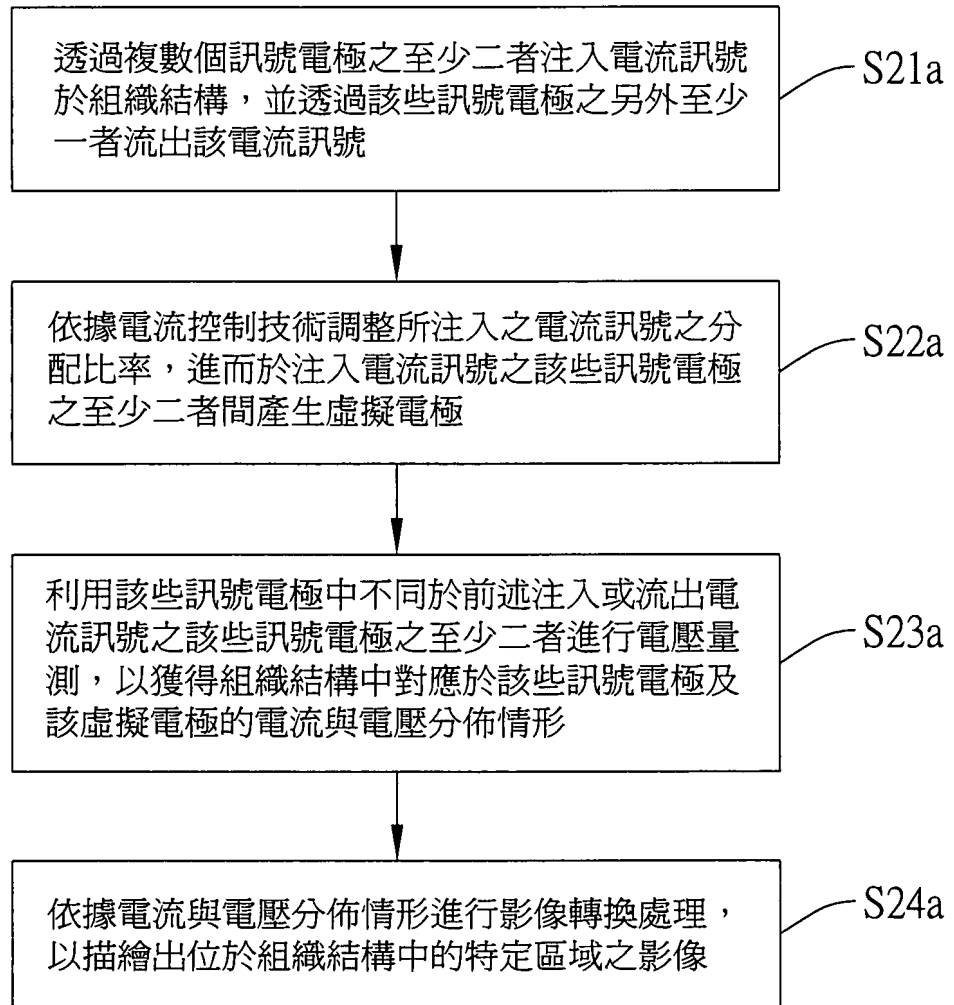 透過複數個訊號電極之至少二者注入電流訊號
於組織結構，並透過該些訊號電極之另外至少
一者流出該電流訊號
S21a
依據電流控制技術調整所注入之電流訊號之分
配比率，進而於注入電流訊號之該些訊號電極
之至少二者間產生虛擬電極
S22a
利用該些訊號電極中不同於前述注入或流出電
流訊號之該些訊號電極之至少二者進行電壓量
測，以獲得組織結構中對應於該些訊號電極及
該虛擬電極的電流與電壓分佈情形
S23a
依據電流與電壓分佈情形進行影像轉換處理，
以描繪出位於組織結構中的特定區域之影像
S24a